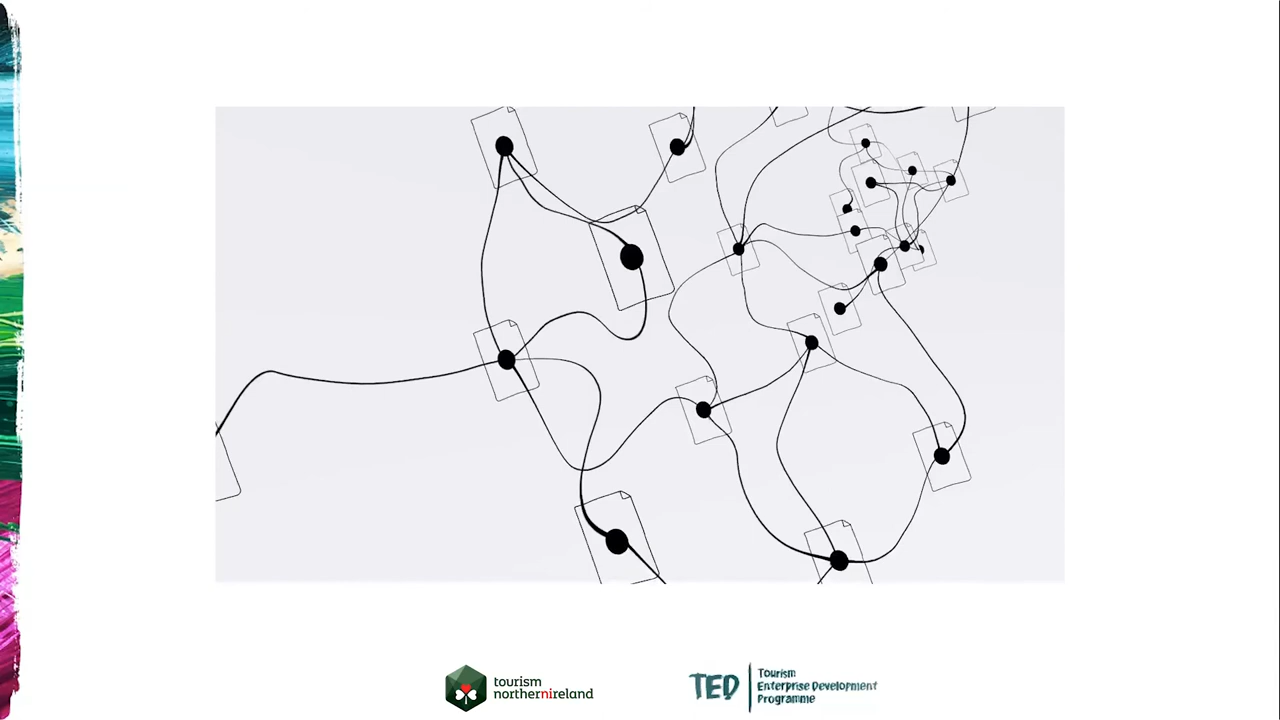 tourism
northernireland
TED
Tourism
Enterprise Development
Programme